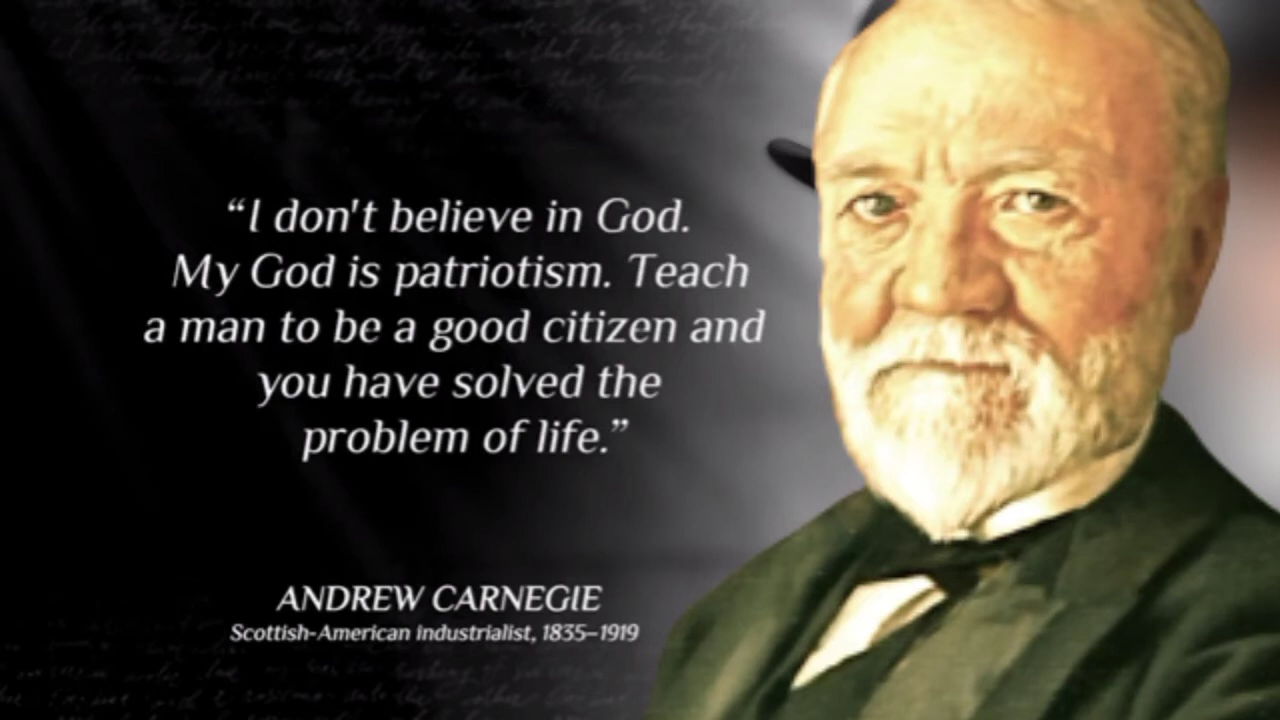 “I don't believe in God.
My God is patriotism. Teach
a man to be a good citizen and
you have solved the
problem of life.”
ANDREW CARNEGIE
Scottish-American industrialist, 1835–1919